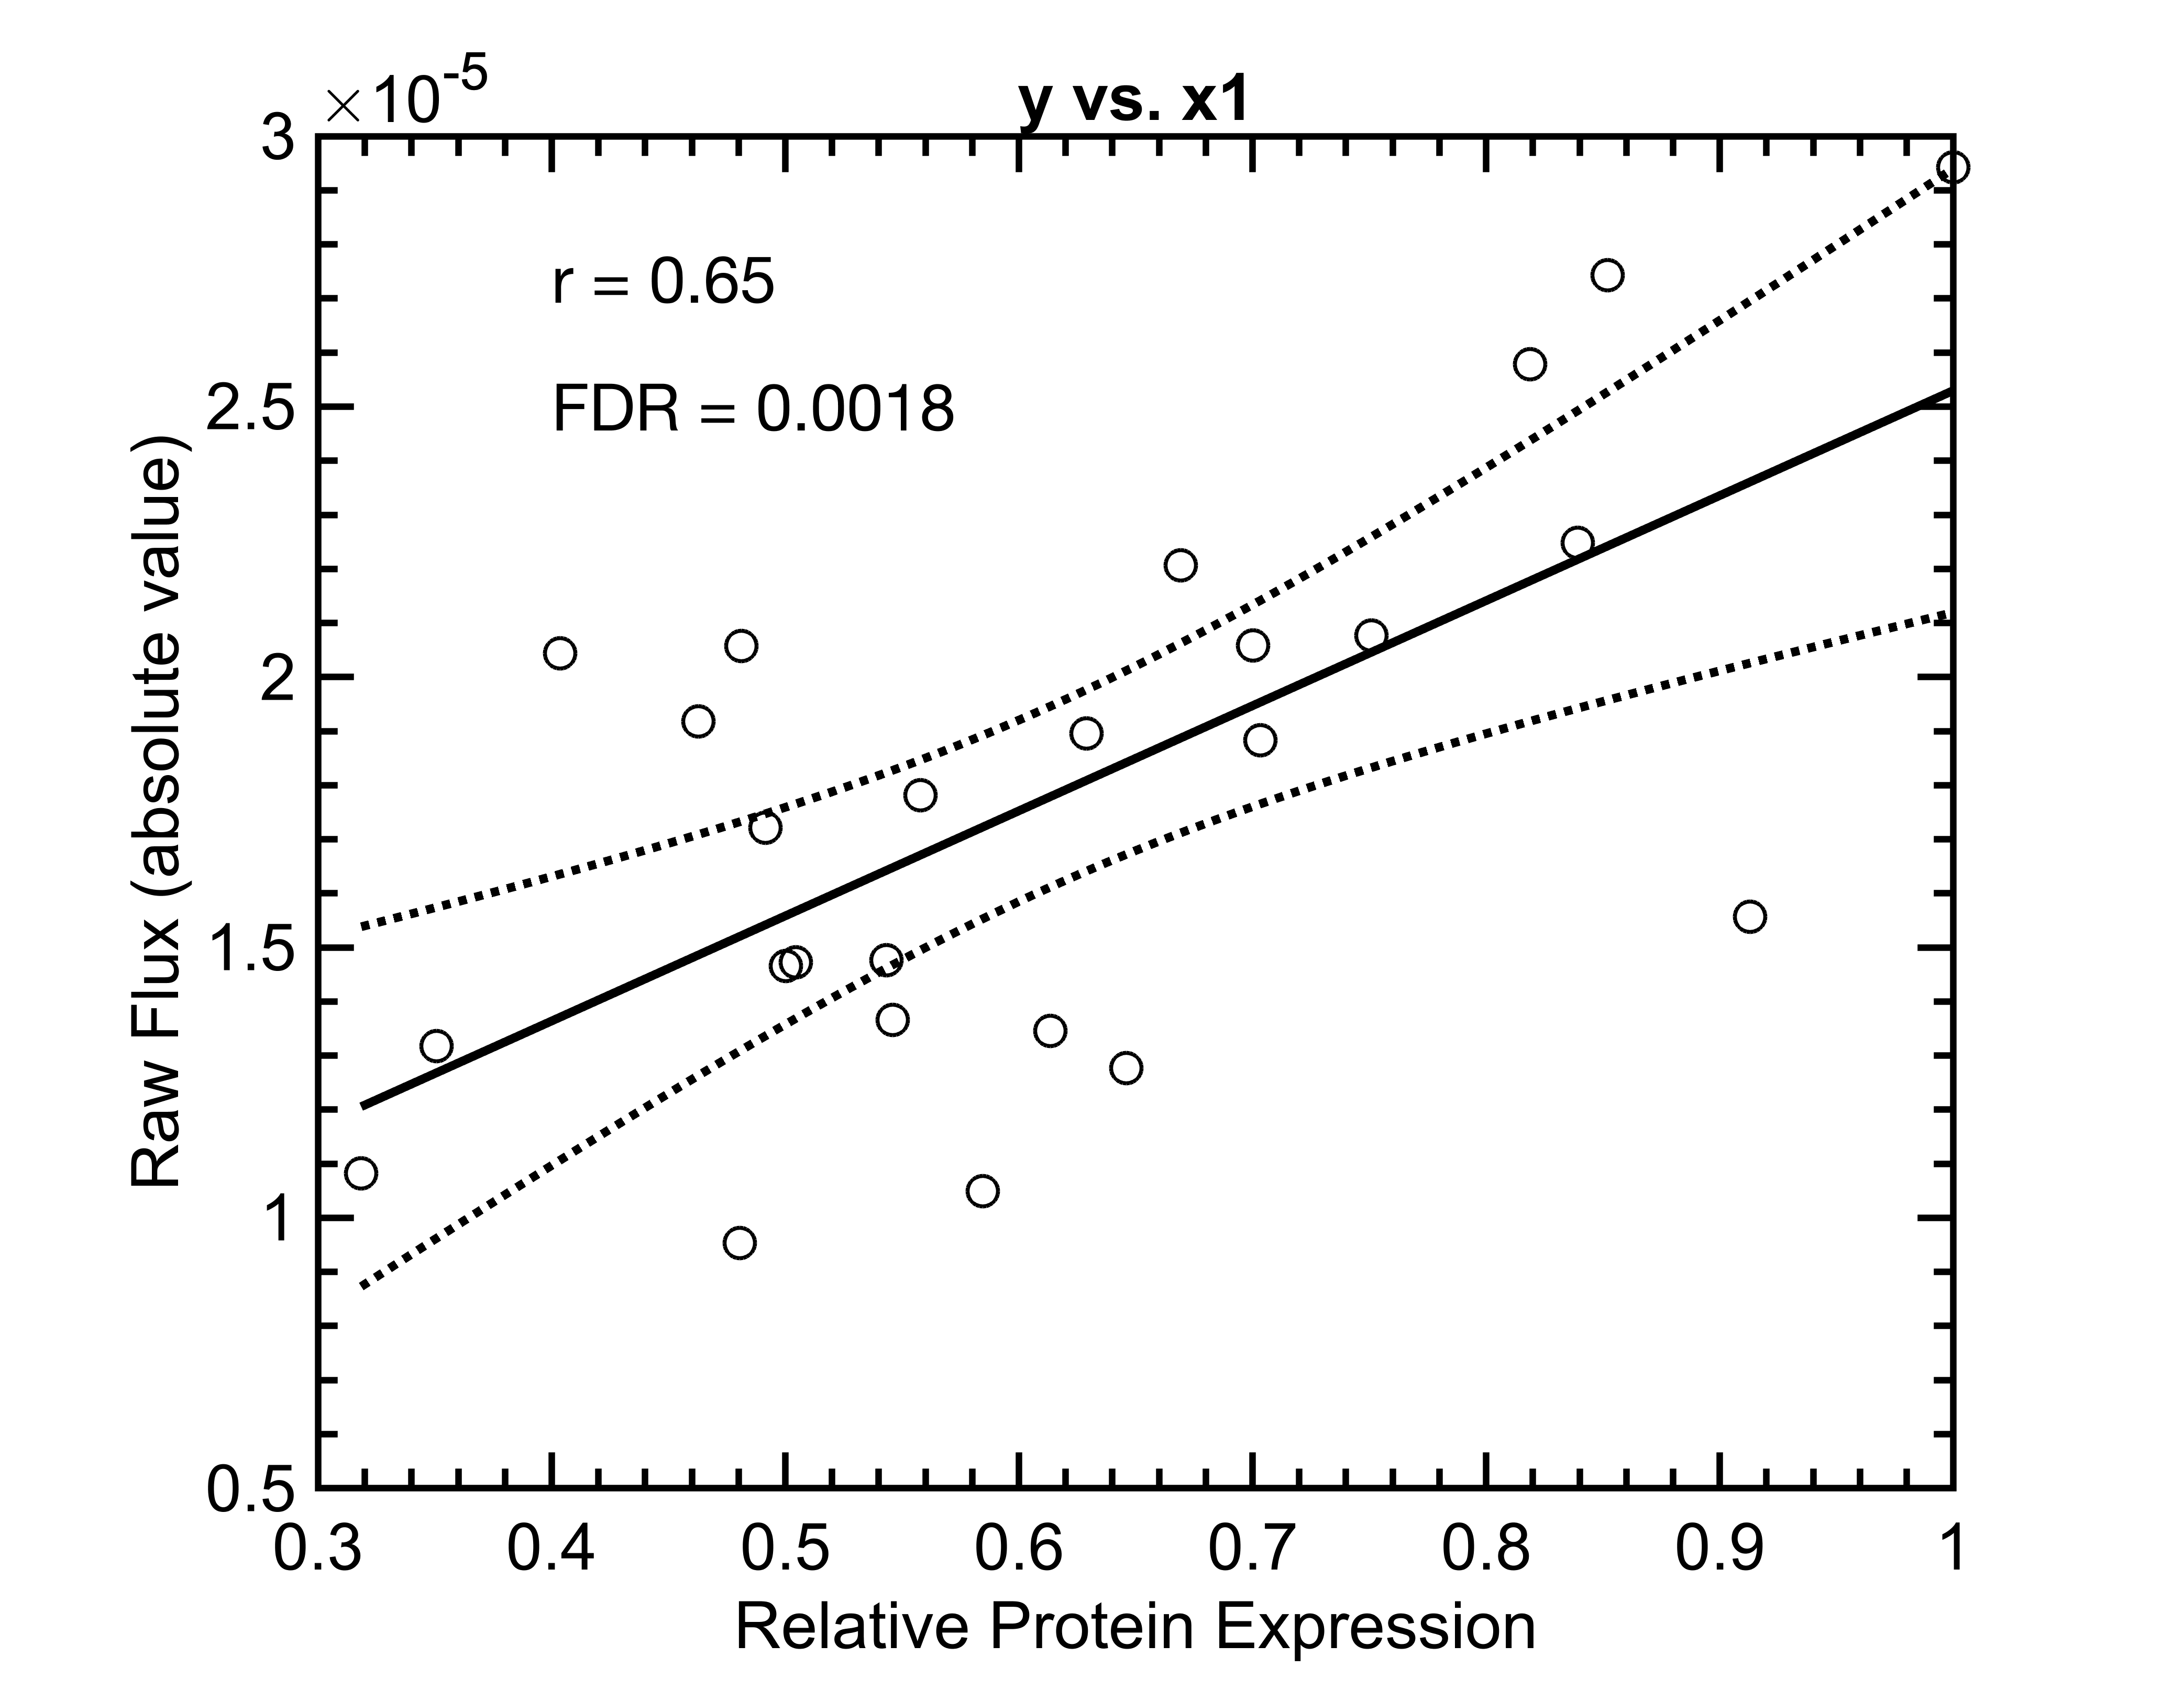 ×10-5
y vs. x1
3
2.5
2
1.5
1
0.5
r = 0.65
FDR = 0.0018
Raw Flux (absolute value)
0.3 0.4 0.5 0.6 0.7 0.8 0.9 1
Relative Protein Expression